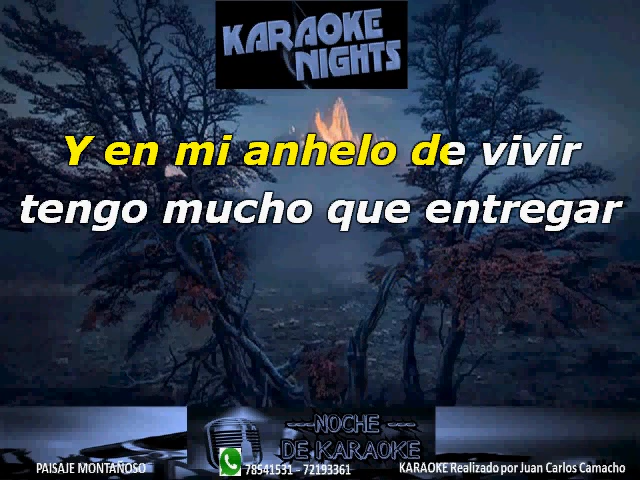 KARAOKE
NIGHTS
Y en mi anhelo de vivir
tengo mucho que entregar
---NOCHE---
DE KARAOKE
PAISAJE MONTAÑOSO
78541531 - 72193361
KARAOKE Realizado por Juan Carlos Camacho